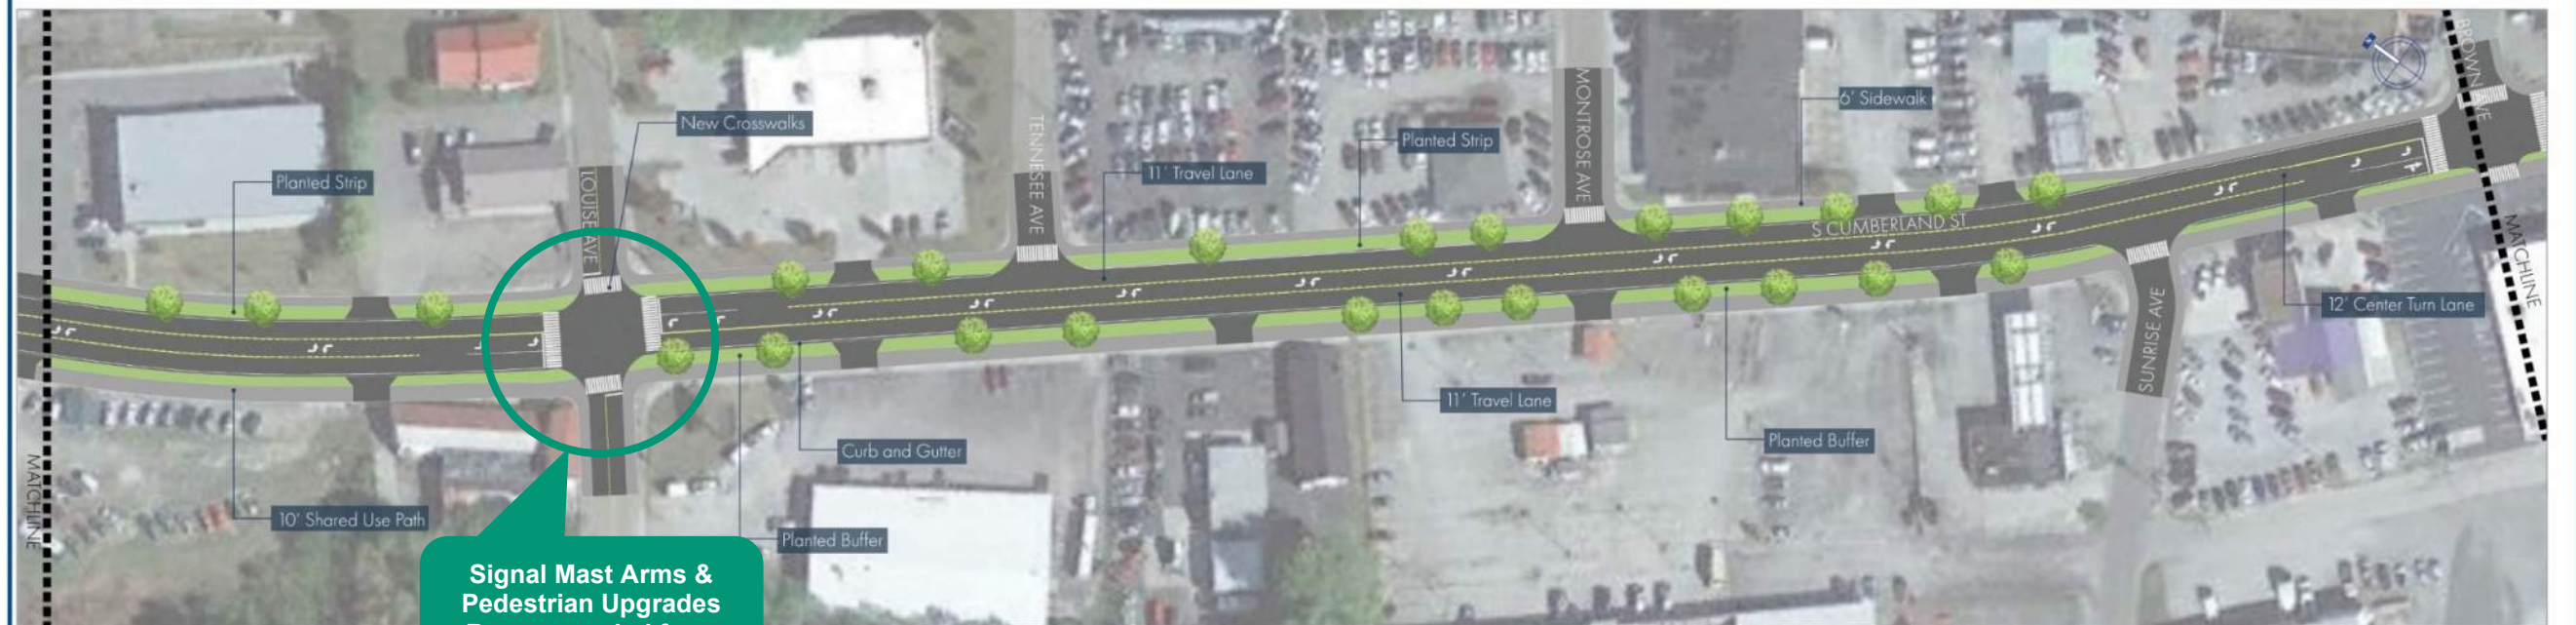 BROWN AVE
New Crosswalks
6' Sidewalk
Planted Strip
11' Travel Lane
Planted Strip
LOUISE AVE
TENNESEE AVE
MONTROSE AVE
S CUMBERLAND ST
MATCHLINE
12' Center Turn Lane
SUNRISE AVE
11' Travel Lane
Planted Buffer
Curb and Gutter
MATCHLINE
10' Shared Use Path
Planted Buffer
Signal Mast Arms &
Pedestrian Upgrades